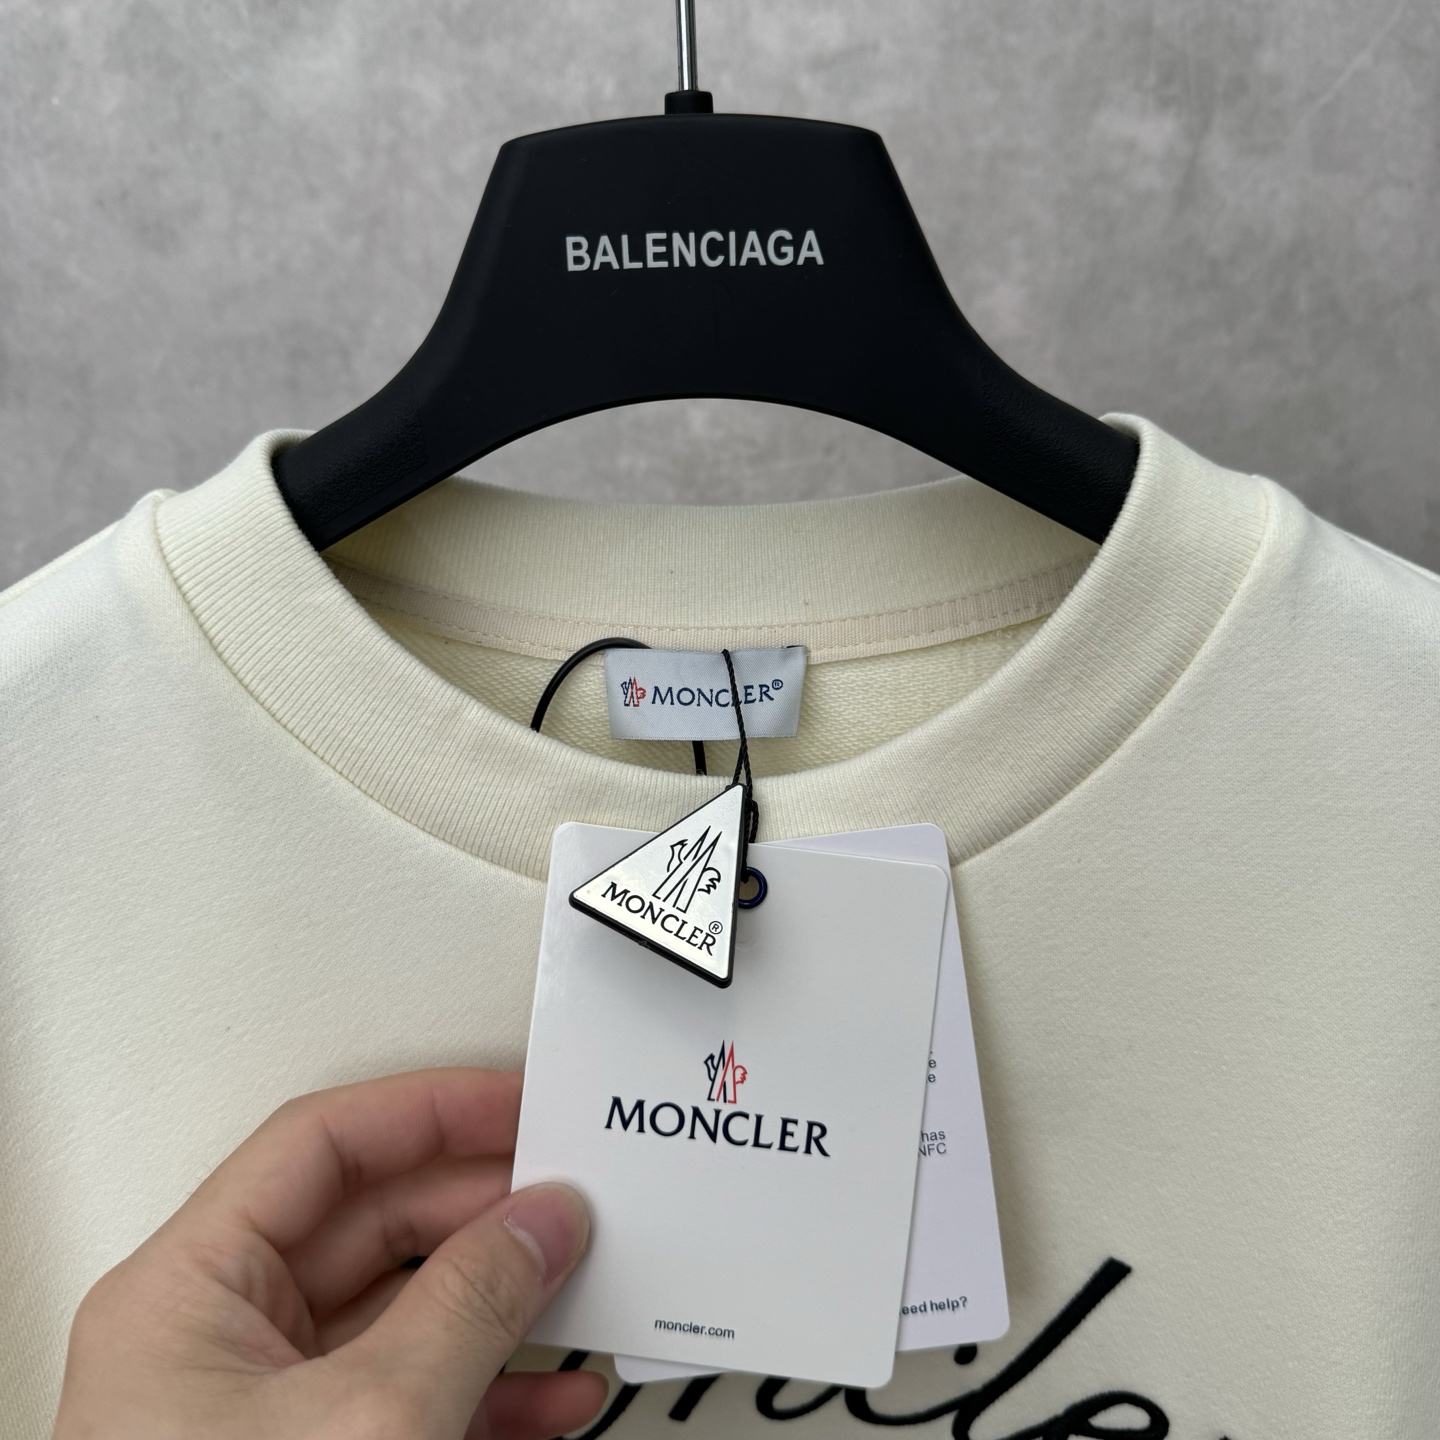 BALENCIAGA
MONCLER®
MONCLER®
MONCLER
moncler.com
e
e
has
NFC
eed help?